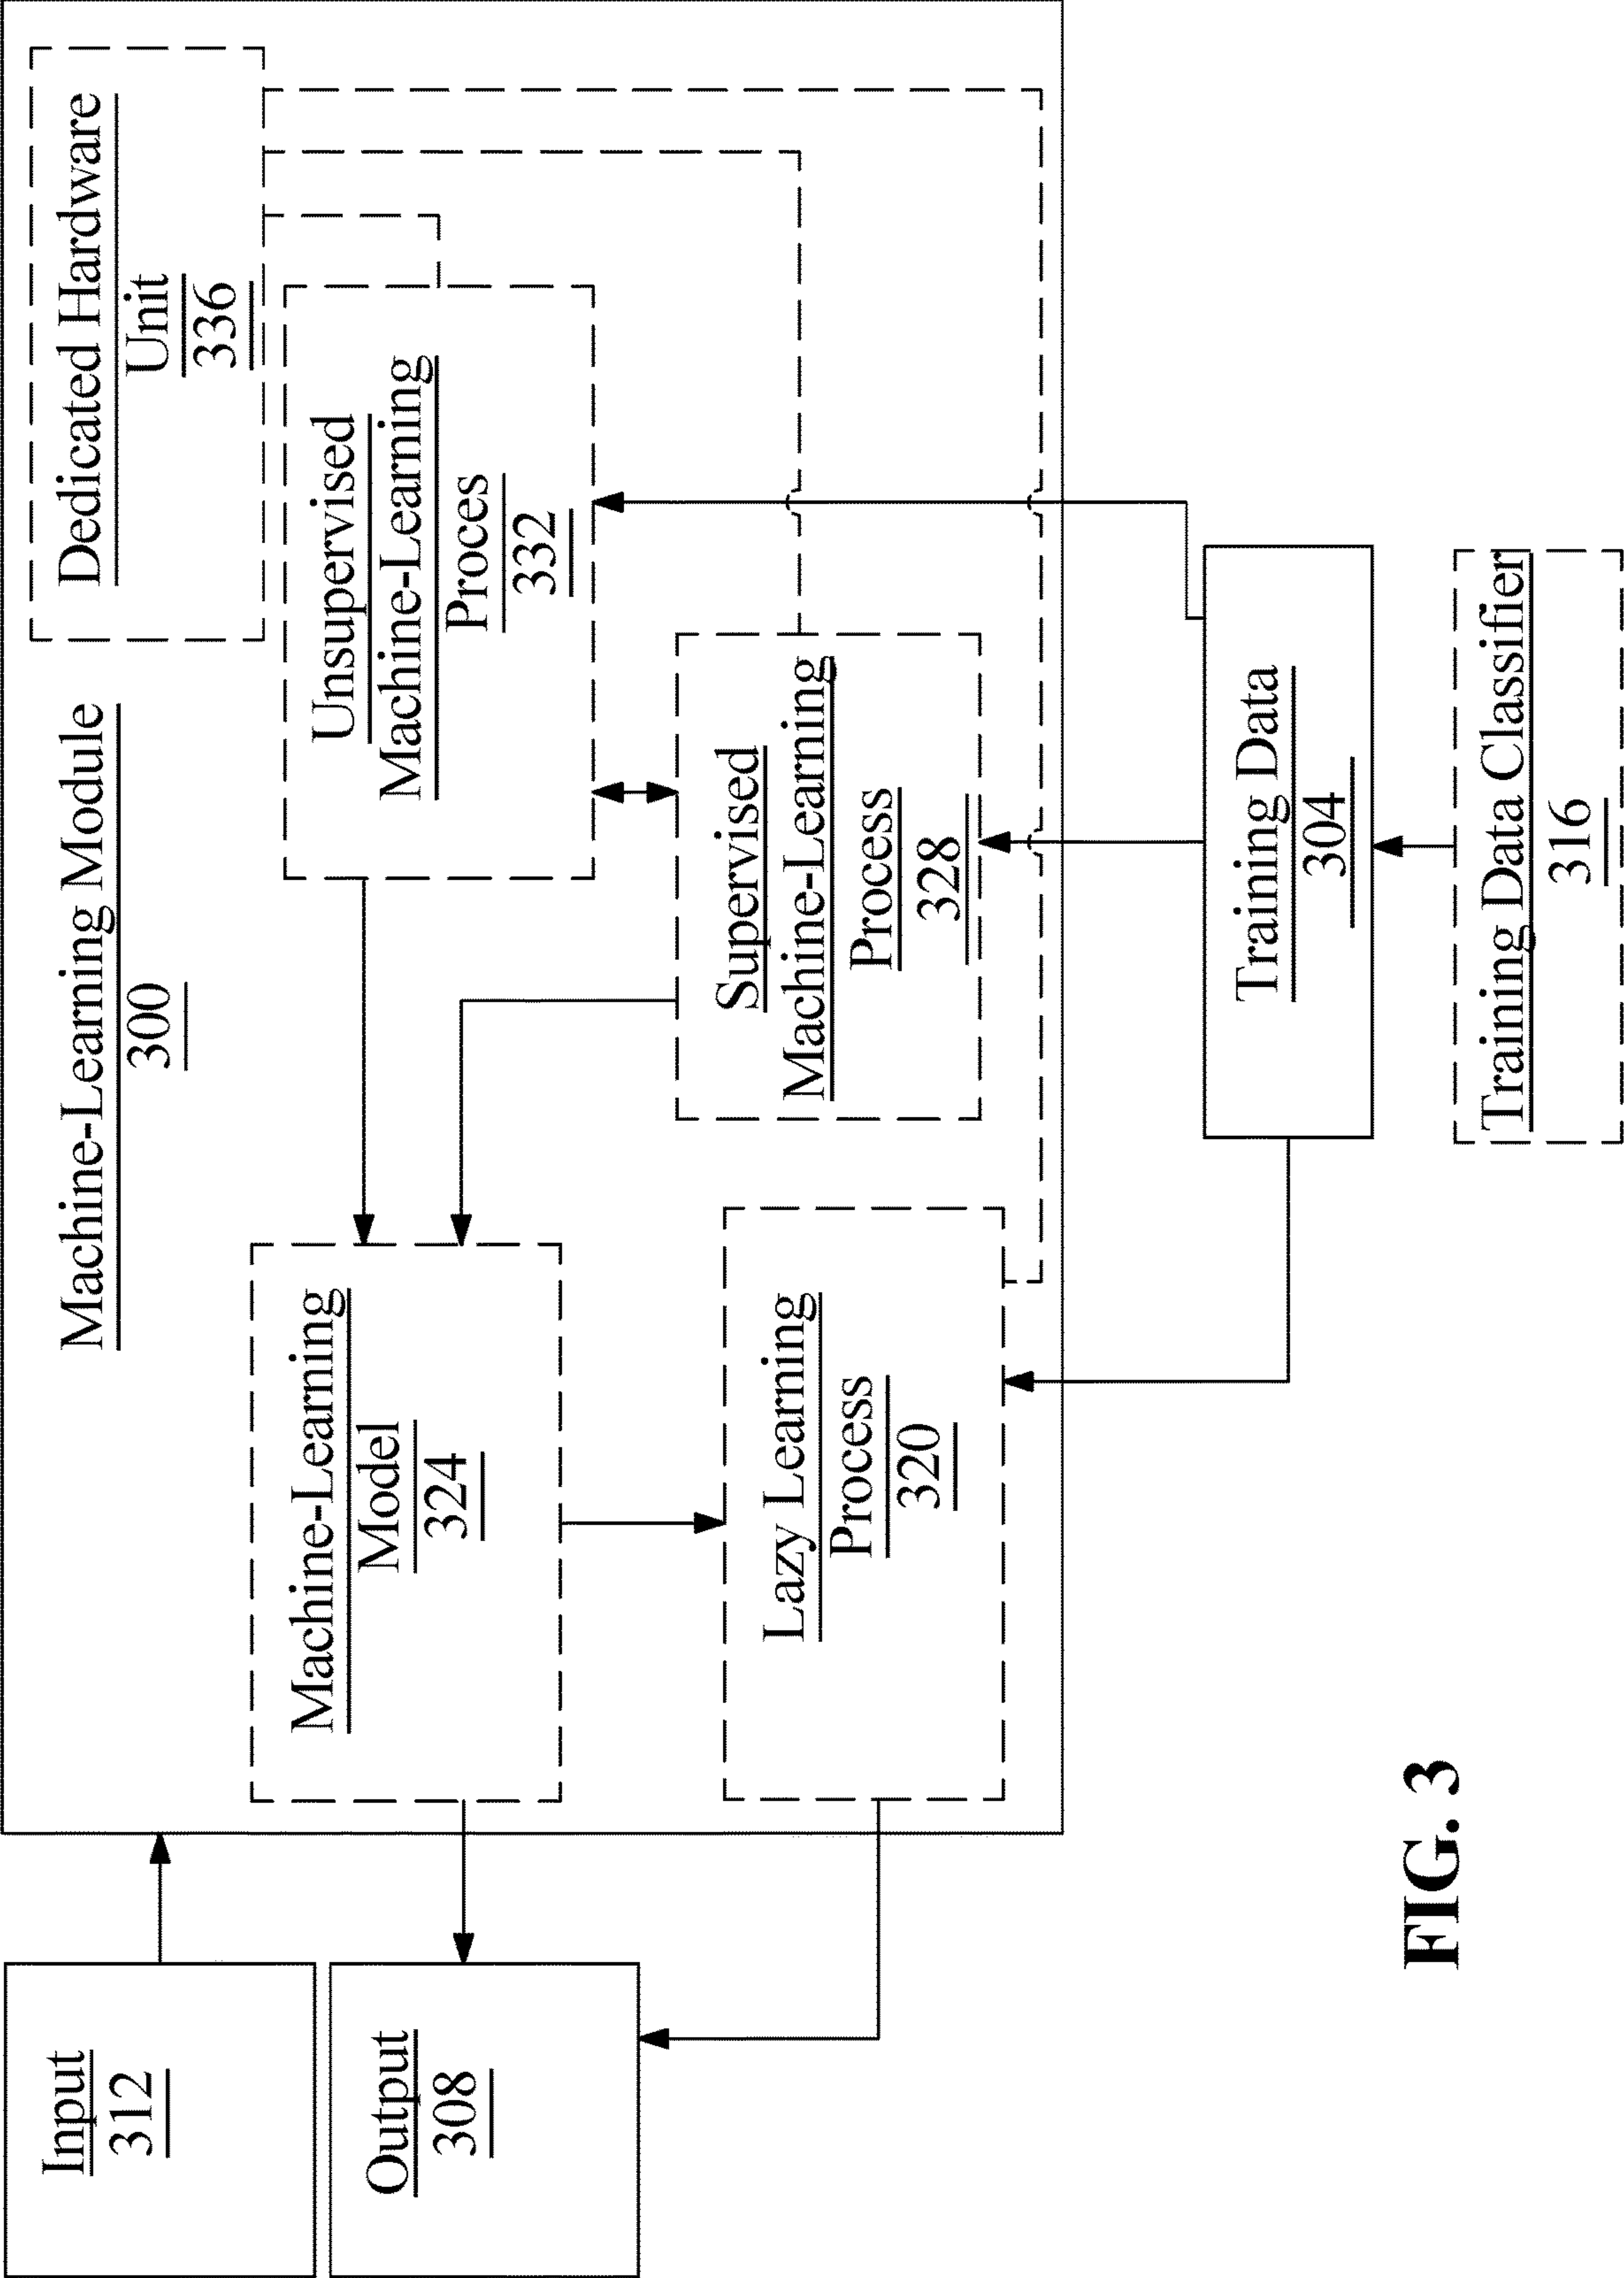 Input
312
Output
308
Machine-Learning Module
300
Dedicated Hardware
Unit
336
Machine-Learning
Model
324
Unsupervised
Machine-Learning
Proces
332
Lazy Learning
Process
320
Supervised
Machine-Learning
Process
328
Training Data
304
Training Data Classifier
316
FIG. 3